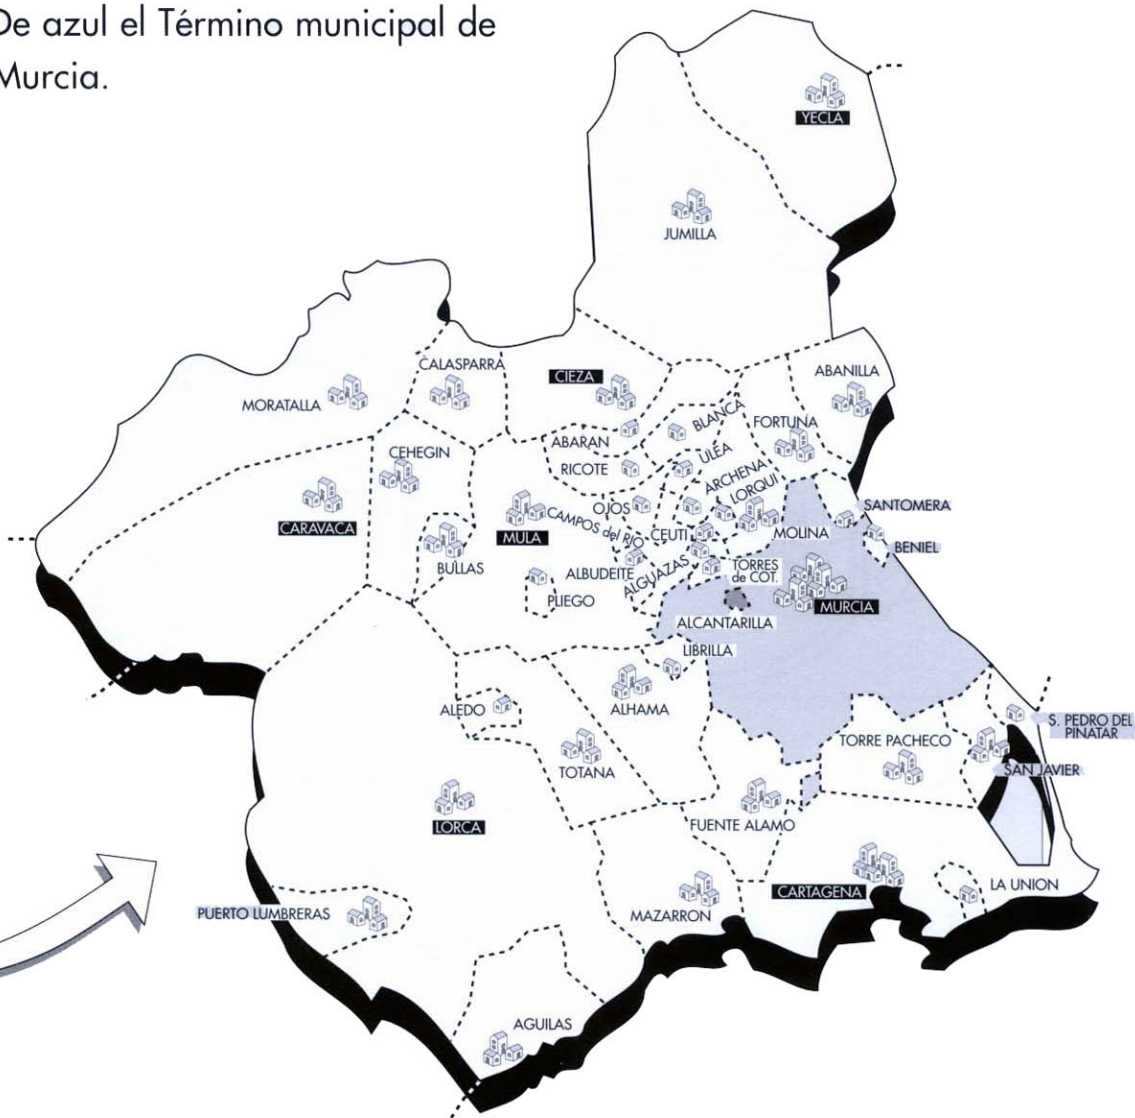 De azul el Término municipal de
Murcia.
YECLA
JUMILLA
CALASPARRA
CIEZA
ABANILLA
MORATALLA
BLANCA
FORTUNA
ABARAN
CEHEGIN
ULEA
RICOTE
ARCHENA
LORQUI
OJOS
SANTOMERA
CARAVACA
MULA
CAMPOS del RIO
CEUTI
MOLINA
BENIEL
BULLAS
ALBUDEITE
ALGUAZAS
TORRES
de COT.
PLIEGO
MURCIA
ALCANTARILLA
LIBRILLA
ALEDO
ALHAMA
S. PEDRO DEL
PINATAR
TORRE PACHECO
TOTANA
SAN JAVIER
LORCA
FUENTE ALAMO
CARTAGENA
LA UNION
PUERTO LUMBRERAS
MAZARRON
AGUILAS